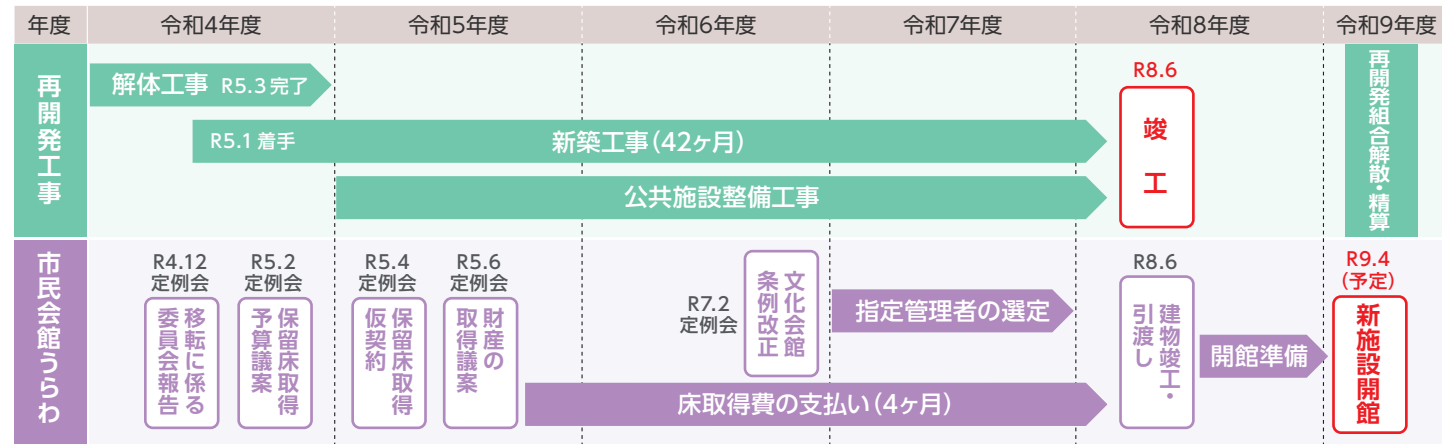 年度
令和4年度
令和5年度
令和6年度
令和7年度
令和8年度
令和9年度
再開発工事
解体工事 R5.3 完了
R5.1 着手
新築工事(42ヶ月)
公共施設整備工事
R8.6
竣工
再開発組合解散・精算
市民会館うらわ
R4.12
定例会
移転に係る
委員会報告
R5.2
定例会
保留床取得
予算議案
R5.4
定例会
保留床取得
仮契約
R5.6
定例会
財産の
取得議案
床取得費の支払い(4ヶ月)
R7.2
定例会
文化会館
条例改正
指定管理者の選定
R8.6
建物竣工・
引渡し
開館準備
R9.4
(予定)
新施設開館